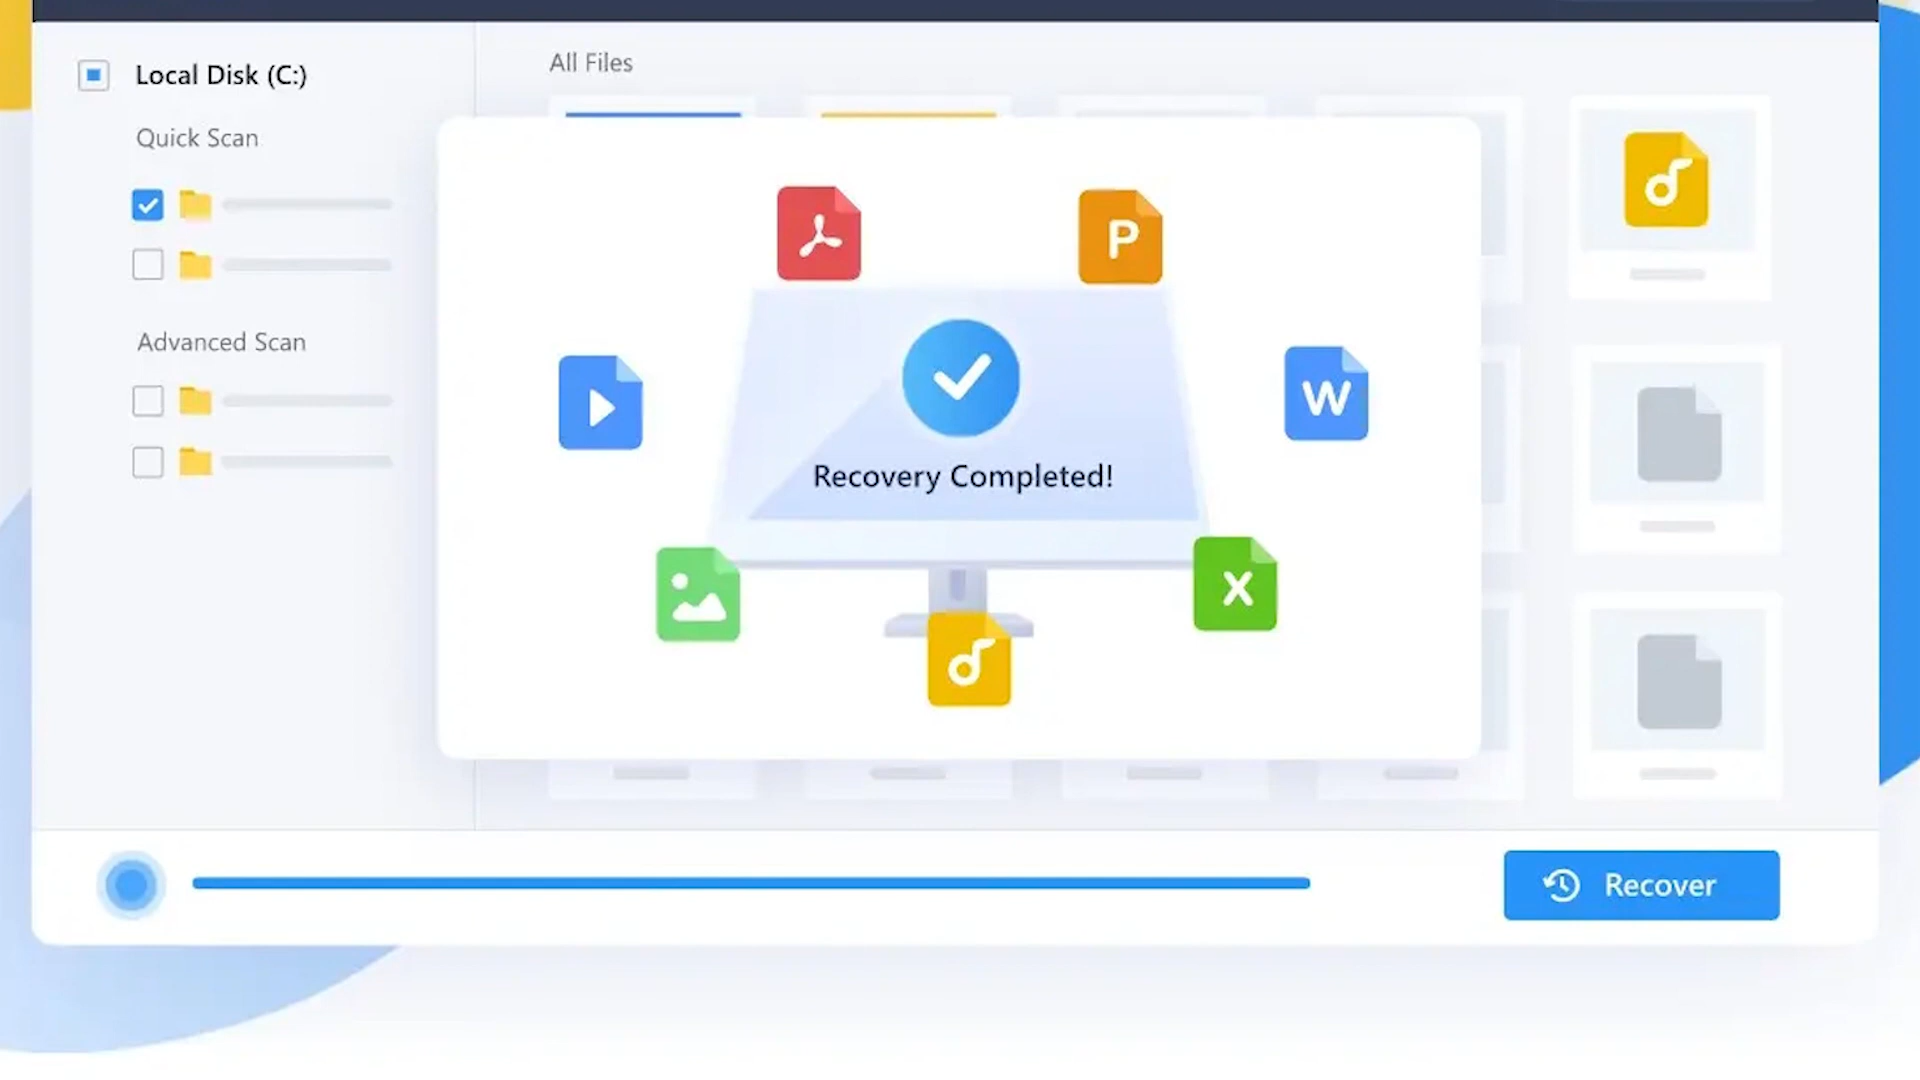 Local Disk (C:)
All Files
Quick Scan
Advanced Scan
P
W
Recovery Completed!
X
Recover